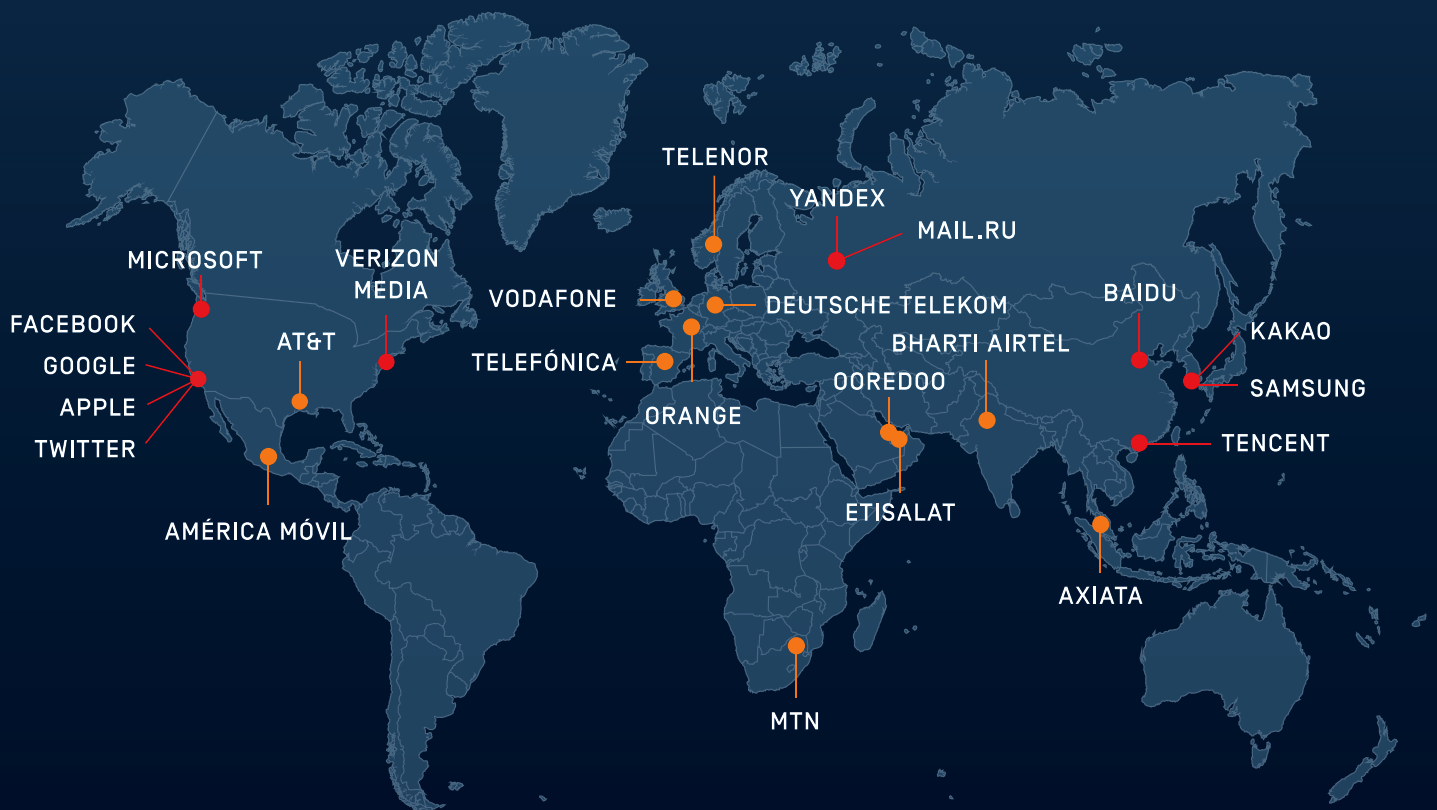 TELENOR
YANDEX
MAIL.RU
MICROSOFT
VERIZON
MEDIA
VODAFONE
DEUTSCHE TELEKOM
BAIDU
FACEBOOK
AT&T
BHARTI AIRTEL
KAKAO
GOOGLE
TELEFÓNICA
OOREDOO
SAMSUNG
APPLE
ORANGE
TWITTER
TENCENT
AMÉRICA MÓVIL
ETISALAT
AXIATA
MTN